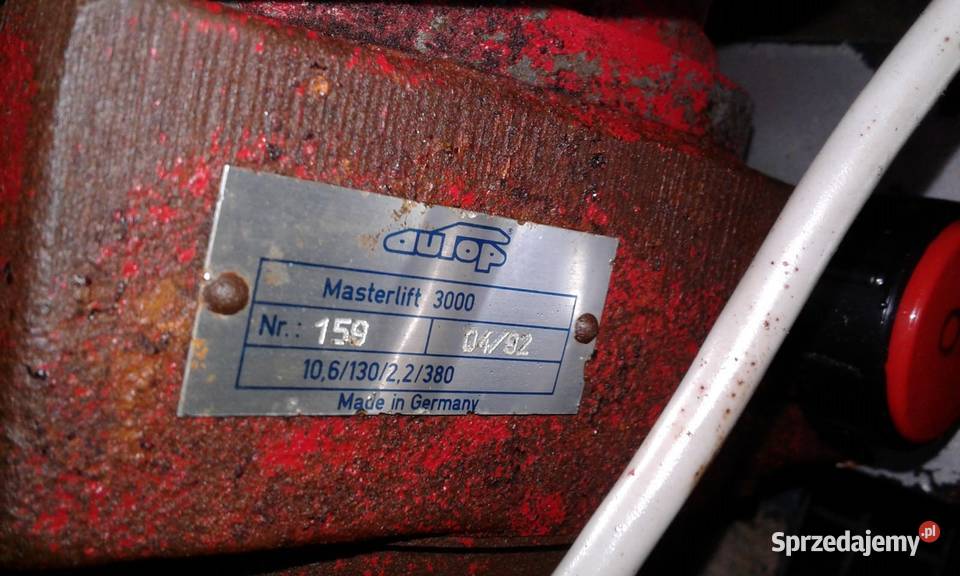 auTop
Masterlift 3000
Nr.: 159 04/92
10,6/130/2,2/380
Made in Germany
Sprzedajemy.pl